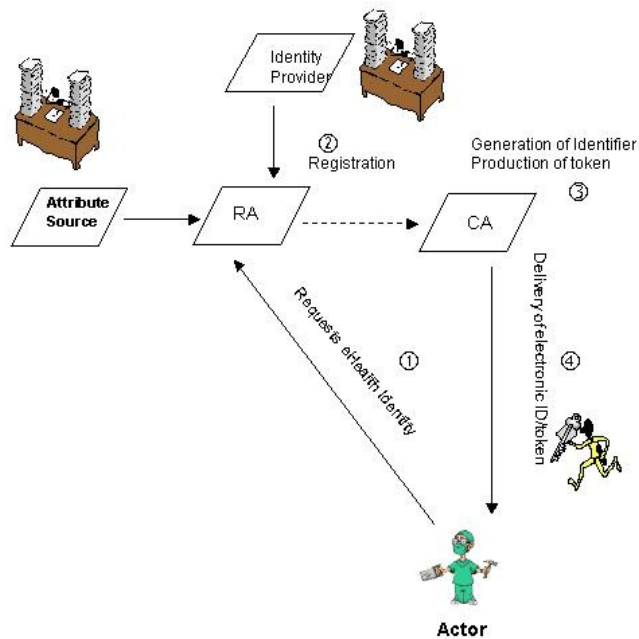 Identity
Provider
②
Registration
Generation of Identifier
Production of token
③
Attribute
Source
RA
CA
Requests eHealth Identity
①
Delivery of electronic ID/token
④
Actor